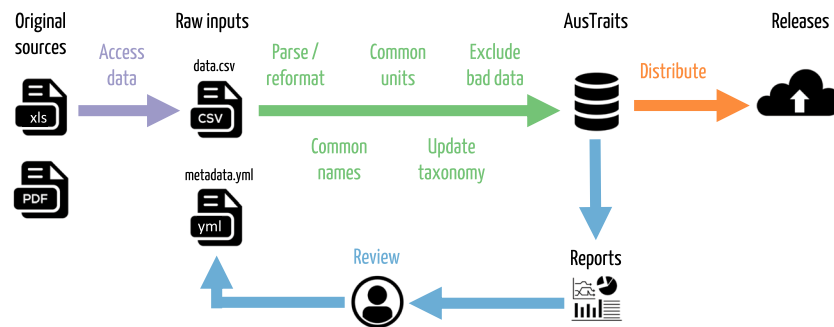 Original
sources
Raw inputs
AusTraits
Releases
Access
data
data.csv
Parse /
reformat
Common
units
Exclude
bad data
Distribute
xls
CSV
Common
names
Update
taxonomy
metadata.yml
PDF
yml
Review
Reports